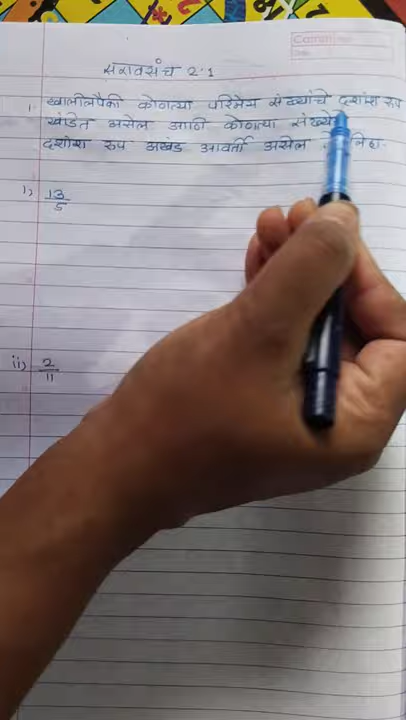 सरावसंच 2.1
1. खालीलपैकी कोणत्या परिमेय संख्यांचे दशांश रूप
खंडित असेल आणि कोणत्या संख्येचे
दशांश रूप अखंड आवर्ती असेल लिहा.
i) 13/5
ii) 2/11